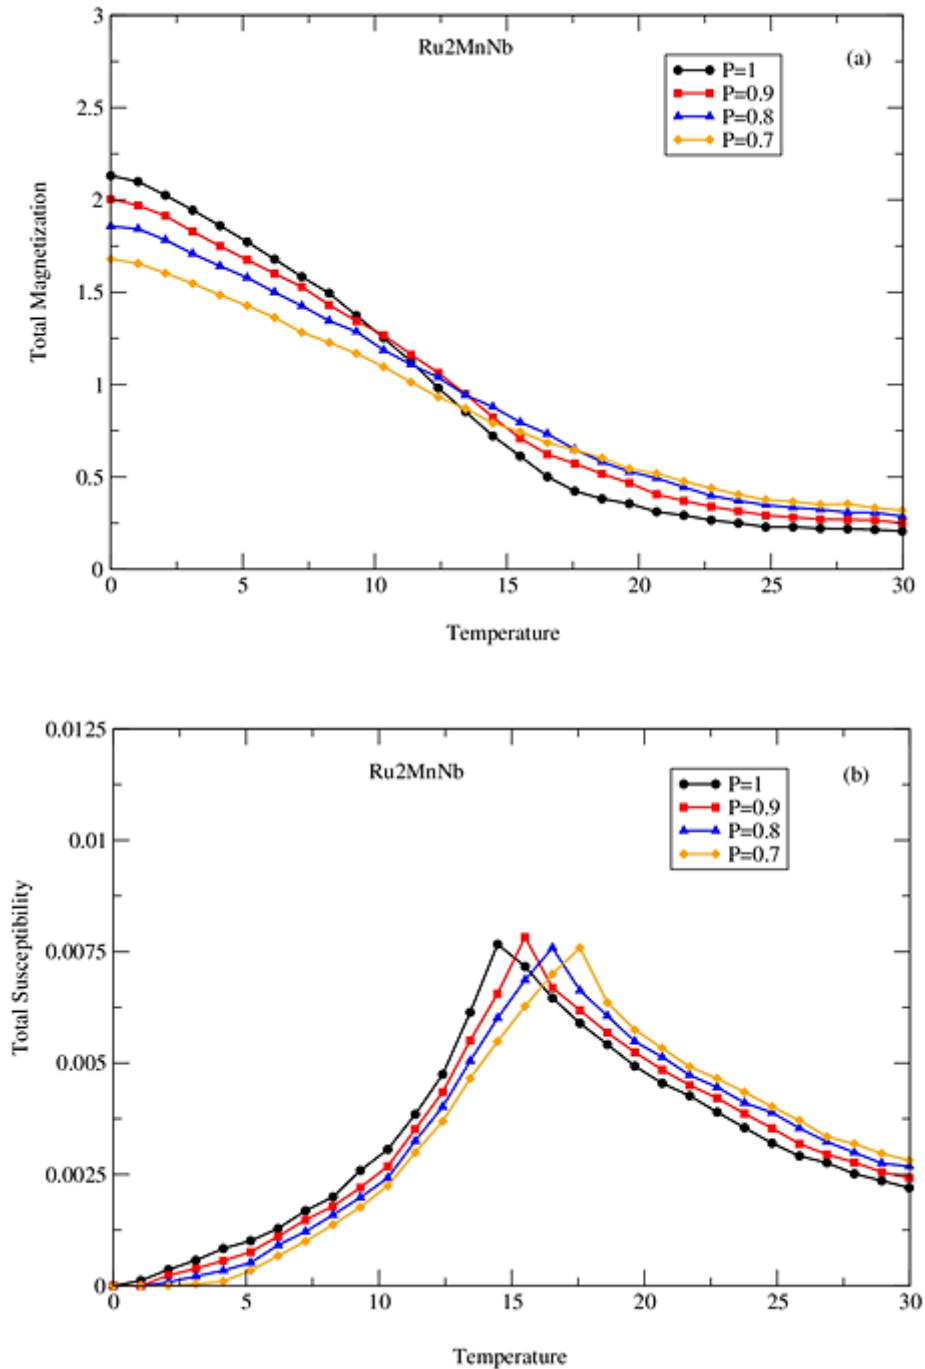 3
Ru2MnNb
(a)
P=1
P=0.9
P=0.8
P=0.7
2.5
2
Total Magnetization
1.5
1
0.5
0
0 5 10 15 20 25 30
Temperature
0.0125
Ru2MnNb
(b)
P=1
P=0.9
P=0.8
P=0.7
0.01
Total Susceptibility
0.0075
0.005
0.0025
0
0 5 10 15 20 25 30
Temperature